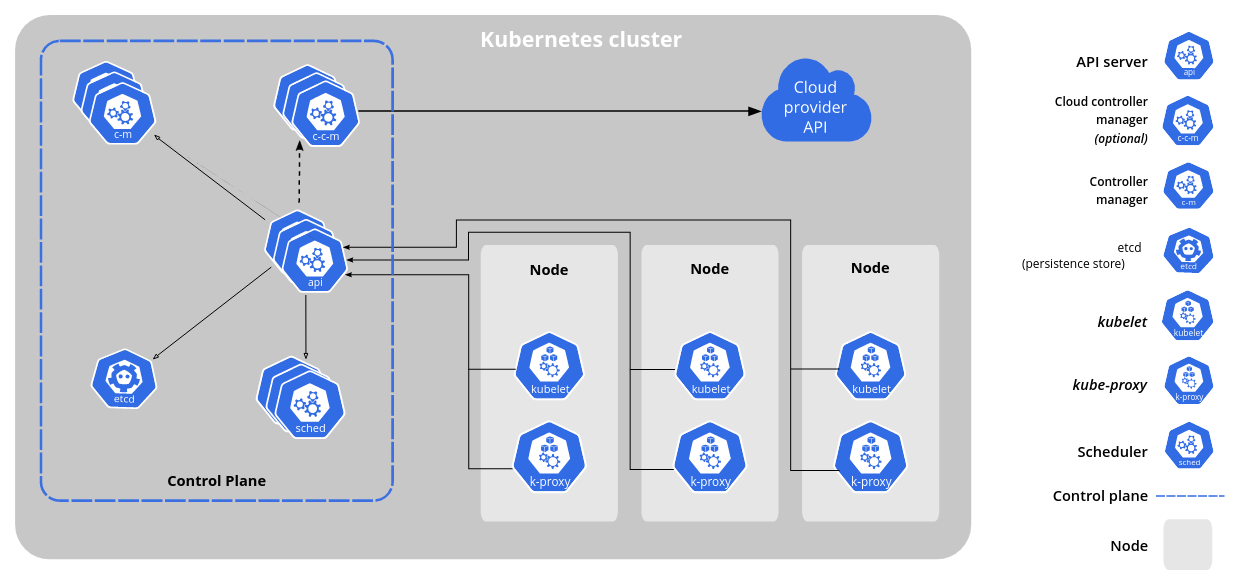 Kubernetes cluster
c-m
c-c-m
Cloud
provider
API
api
etcd
sched
Control Plane
Node
Node
Node
kubelet
kubelet
kubelet
k-proxy
k-proxy
k-proxy
API server
api
Cloud controller
manager
(optional)
c-c-m
Controller
manager
c-m
etcd
(persistence store)
etcd
kubelet
kubelet
kube-proxy
k-proxy
Scheduler
sched
Control plane
Node